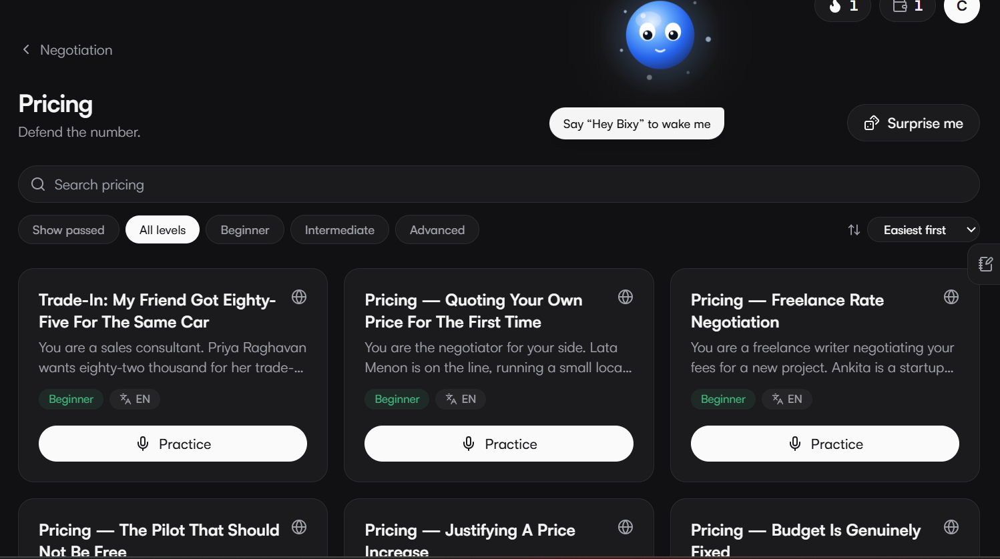 1
1
C
Negotiation
Pricing
Defend the number.
Say “Hey Bixy” to wake me
Surprise me
Search pricing
Show passed
All levels
Beginner
Intermediate
Advanced
Easiest first
Trade-In: My Friend Got Eighty-
Five For The Same Car
You are a sales consultant. Priya Raghavan
wants eighty-two thousand for her trade-...
Beginner
EN
Practice
Pricing — Quoting Your Own
Price For The First Time
You are the negotiator for your side. Lata
Menon is on the line, running a small loca...
Beginner
EN
Practice
Pricing — Freelance Rate
Negotiation
You are a freelance writer negotiating your
fees for a new project. Ankita is a startup...
Beginner
EN
Practice
Pricing — The Pilot That Should
Not Be Free
Pricing — Justifying A Price
Increase
Pricing — Budget Is Genuinely
Fixed